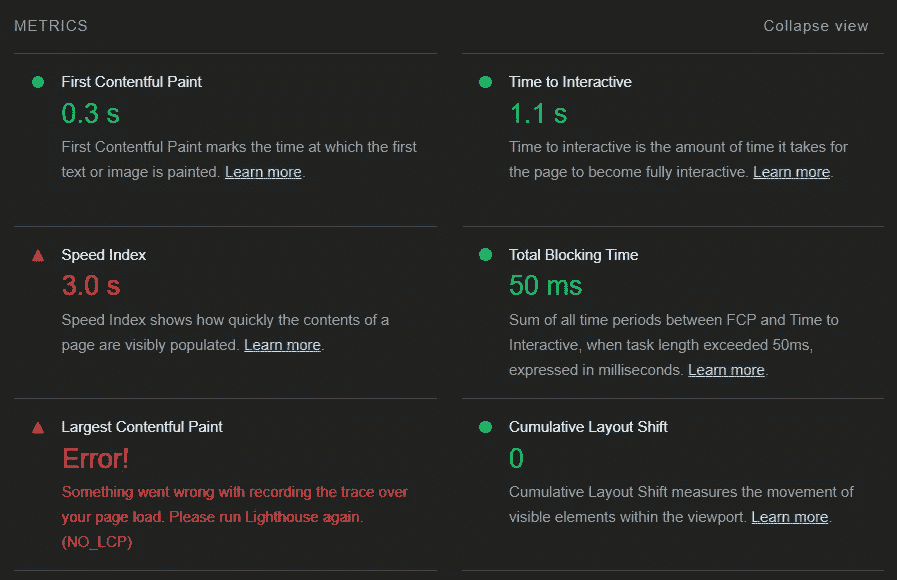 METRICS
Collapse view
First Contentful Paint
0.3 s
First Contentful Paint marks the time at which the first
text or image is painted. Learn more.
Time to Interactive
1.1 s
Time to interactive is the amount of time it takes for
the page to become fully interactive. Learn more.
Speed Index
3.0 s
Speed Index shows how quickly the contents of a
page are visibly populated. Learn more.
Total Blocking Time
50 ms
Sum of all time periods between FCP and Time to
Interactive, when task length exceeded 50ms,
expressed in milliseconds. Learn more.
Largest Contentful Paint
Error!
Something went wrong with recording the trace over
your page load. Please run Lighthouse again.
(NO_LCP)
Cumulative Layout Shift
0
Cumulative Layout Shift measures the movement of
visible elements within the viewport. Learn more.